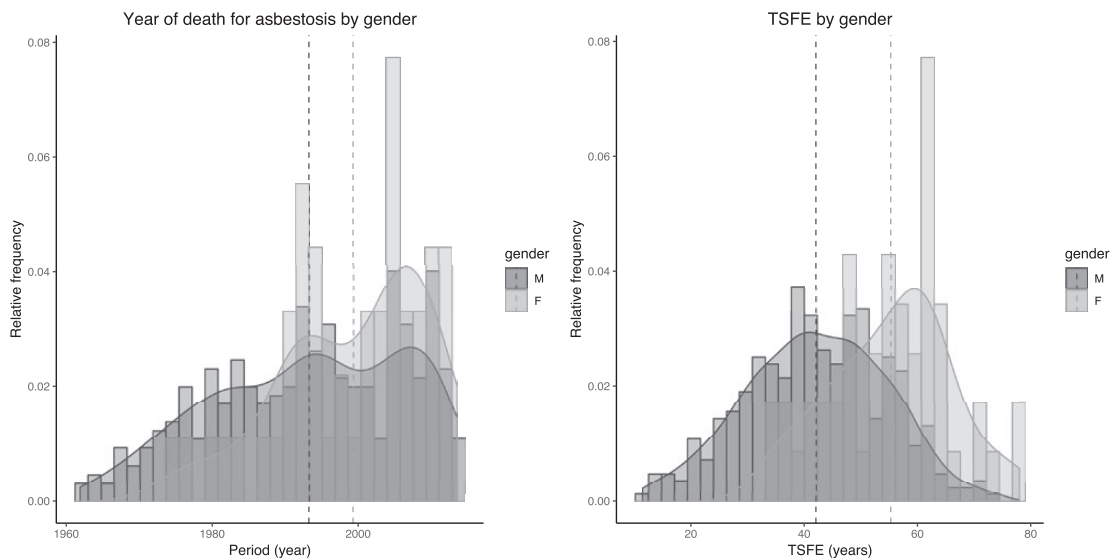 Year of death for asbestosis by gender
0.08
0.06
0.04
0.02
0.00
Relative frequency
1960
1980
2000
Period (year)
gender
M
F
TSFE by gender
0.08
0.06
0.04
0.02
0.00
Relative frequency
20
40
60
80
TSFE (years)
gender
M
F